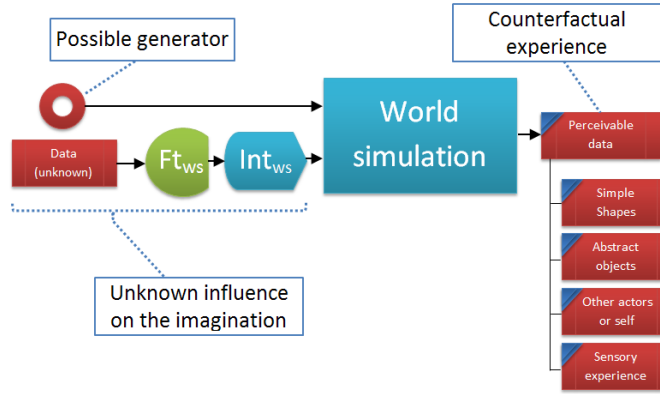 Possible generator
Counterfactual
experience
Data
(unknown)
Ftws
Intws
World
simulation
Perceivable
data
Simple
Shapes
Abstract
objects
Other actors
or self
Sensory
experience
Unknown influence
on the imagination